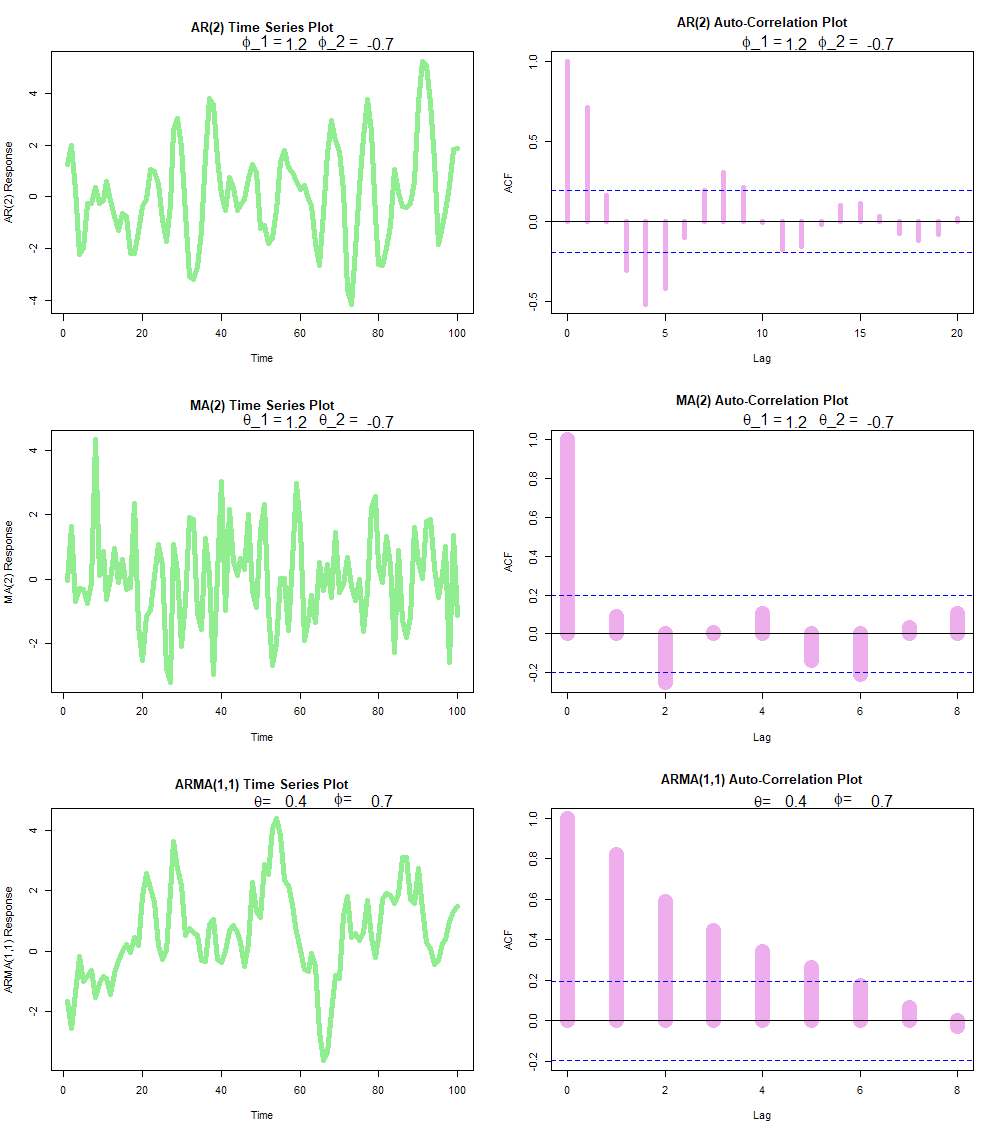 AR(2) Time Series Plot
ϕ_1 = 1.2 ϕ_2 = -0.7
4
2
0
-2
-4
AR(2) Response
0 20 40 60 80 100
Time
AR(2) Auto-Correlation Plot
ϕ_1 = 1.2 ϕ_2 = -0.7
1.0
0.5
0.0
-0.5
ACF
0 5 10 15 20
Lag
MA(2) Time Series Plot
θ_1 = 1.2 θ_2 = -0.7
4
2
0
-2
MA(2) Response
0 20 40 60 80 100
Time
MA(2) Auto-Correlation Plot
θ_1 = 1.2 θ_2 = -0.7
1.0
0.8
0.6
0.4
0.2
0.0
-0.2
ACF
0 2 4 6 8
Lag
ARMA(1,1) Time Series Plot
θ= 0.4 ϕ= 0.7
4
2
0
-2
ARMA(1,1) Response
0 20 40 60 80 100
Time
ARMA(1,1) Auto-Correlation Plot
θ= 0.4 ϕ= 0.7
1.0
0.8
0.6
0.4
0.2
0.0
-0.2
ACF
0 2 4 6 8
Lag